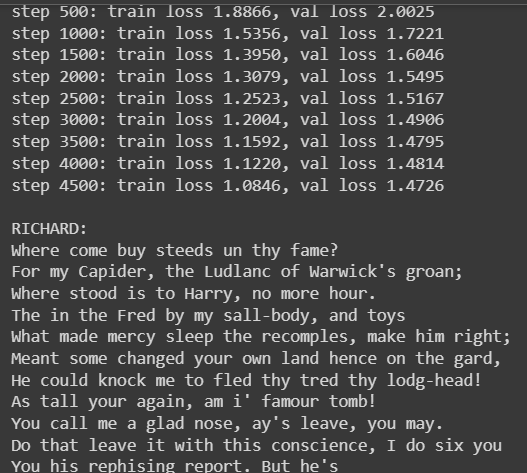 step 500: train loss 1.8866, val loss 2.0025
step 1000: train loss 1.5356, val loss 1.7221
step 1500: train loss 1.3950, val loss 1.6046
step 2000: train loss 1.3079, val loss 1.5495
step 2500: train loss 1.2523, val loss 1.5167
step 3000: train loss 1.2004, val loss 1.4906
step 3500: train loss 1.1592, val loss 1.4795
step 4000: train loss 1.1220, val loss 1.4814
step 4500: train loss 1.0846, val loss 1.4726
RICHARD:
Where come buy steeds un thy fame?
For my Capider, the Ludlanc of Warwick's groan;
Where stood is to Harry, no more hour.
The in the Fred by my sall-body, and toys
What made mercy sleep the recomples, make him right;
Meant some changed your own land hence on the gard,
He could knock me to fled thy tred thy lodg-head!
As tall your again, am i' famour tomb!
You call me a glad nose, ay's leave, you may.
Do that leave it with this conscience, I do six you
You his rephising report. But he's